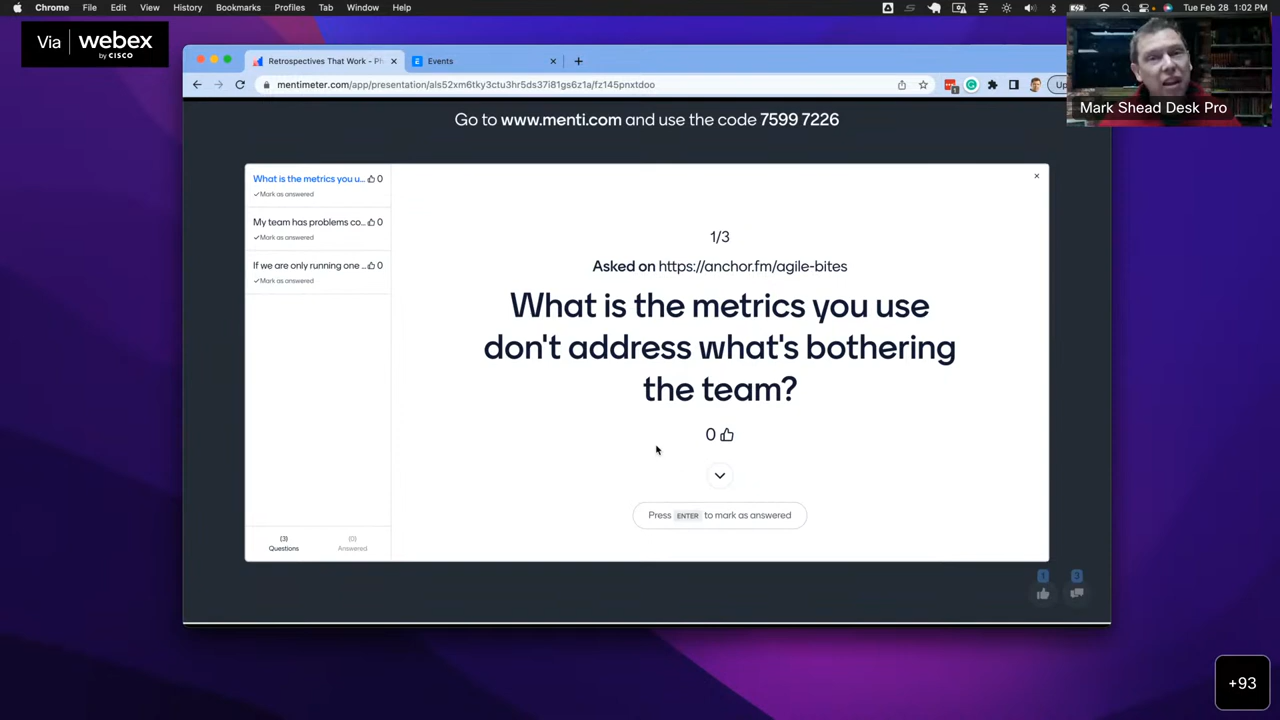 Chrome File Edit View History Bookmarks Profiles Tab Window Help
Tue Feb 28 1:02 PM
Via webex
by CISCO
Retrospectives That Work - Ph
Events
mentimeter.com/app/presentation/als52xm6tky3ctu3hr5ds37i81gs6z1a/fz145pnxtdoo
Mark Shead Desk Pro
Go to www.menti.com and use the code 7599 7226
What is the metrics you u... 0
Mark as answered
My team has problems co... 0
Mark as answered
If we are only running one ... 0
Mark as answered
1/3
Asked on https://anchor.fm/agile-bites
What is the metrics you use
don't address what's bothering
the team?
0
Press ENTER to mark as answered
(3)
Questions
(0)
Answered
1
3
+93